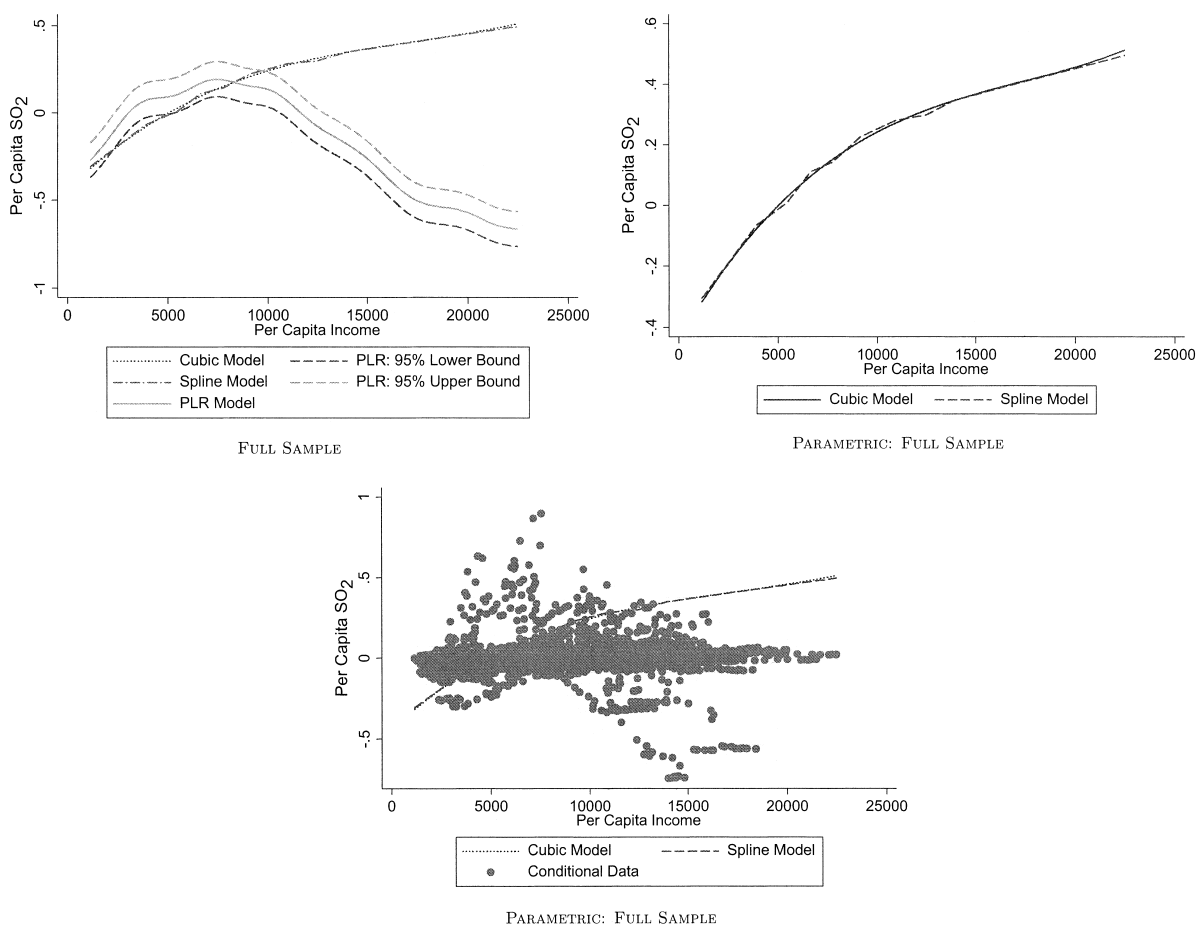 .5
0
-.5
-1
Per Capita SO2
0 5000 10000 15000 20000 25000
Per Capita Income
Cubic Model PLR: 95% Lower Bound
Spline Model PLR: 95% Upper Bound
PLR Model
FULL SAMPLE
.6
.4
.2
0
-.2
-.4
Per Capita SO2
0 5000 10000 15000 20000 25000
Per Capita Income
Cubic Model Spline Model
PARAMETRIC: FULL SAMPLE
1
.5
0
-.5
Per Capita SO2
0 5000 10000 15000 20000 25000
Per Capita Income
Cubic Model Spline Model
Conditional Data
PARAMETRIC: FULL SAMPLE